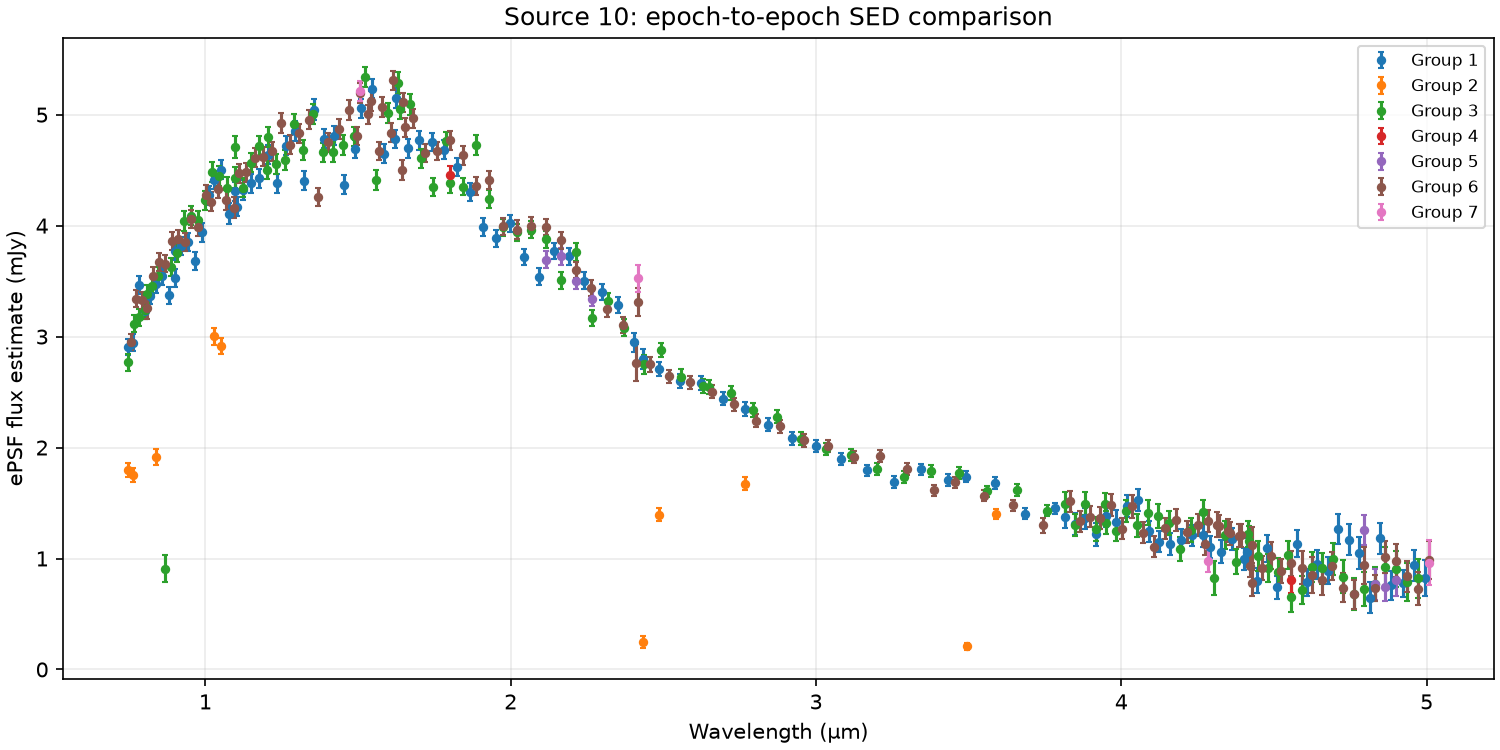 Source 10: epoch-to-epoch SED comparison
ePSF flux estimate (mJy)
5
4
3
2
1
0
Group 1
Group 2
Group 3
Group 4
Group 5
Group 6
Group 7
1 2 3 4 5
Wavelength (μm)